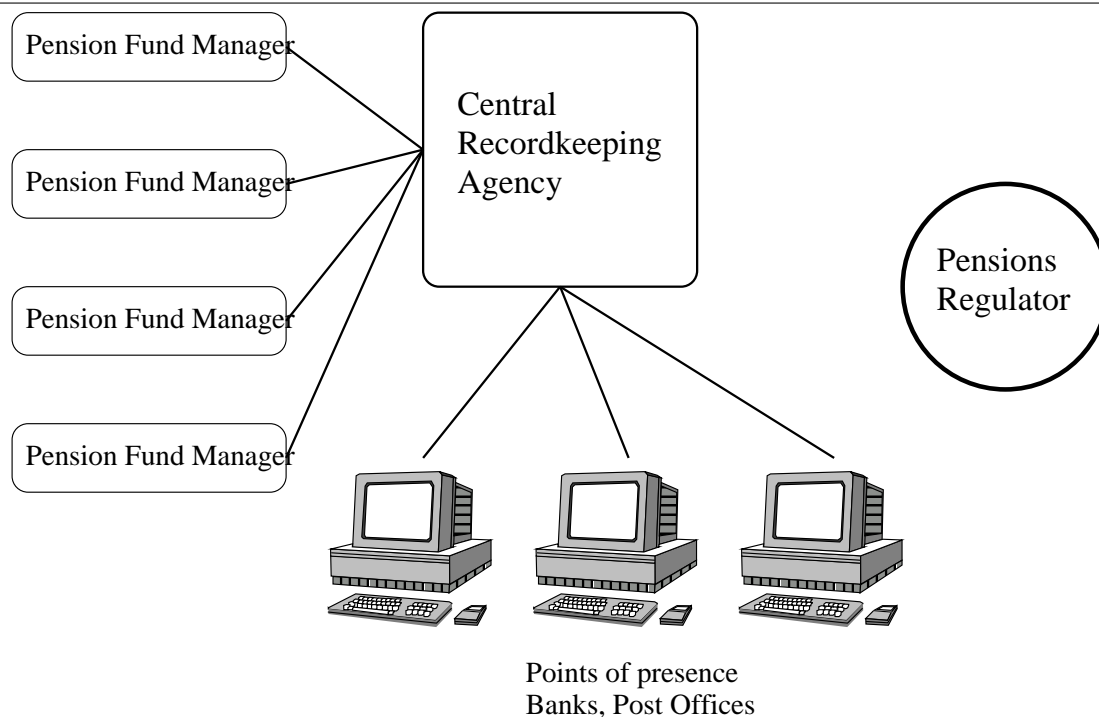 Pension Fund Manager
Pension Fund Manager
Pension Fund Manager
Pension Fund Manager
Central
Recordkeeping
Agency
Pensions
Regulator
Points of presence
Banks, Post Offices